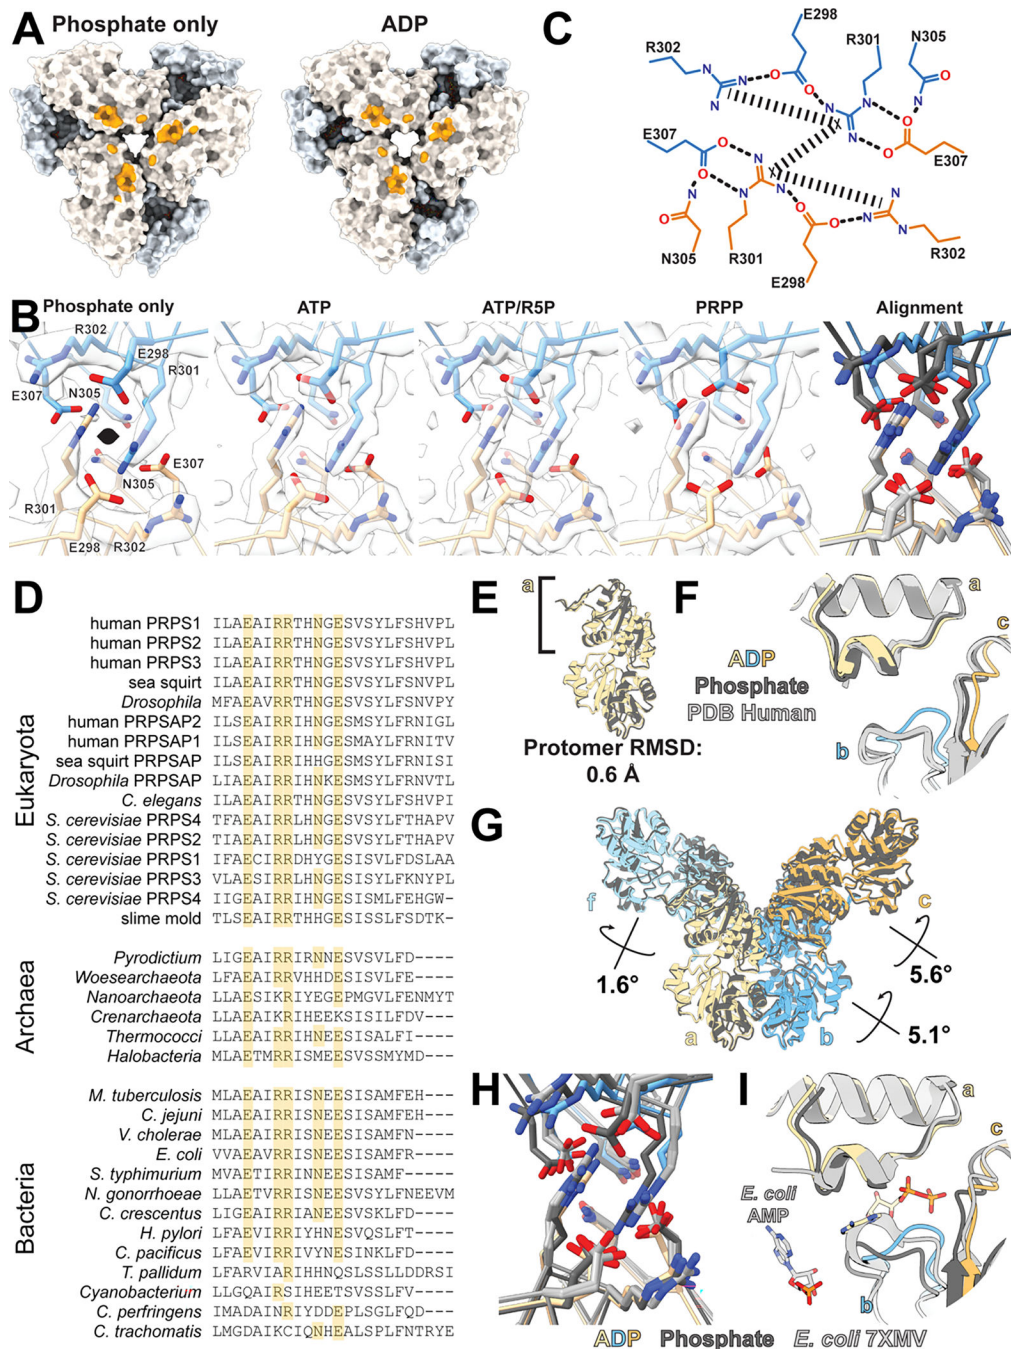 A
Phosphate only
ADP
B
Phosphate only
ATP
ATP/R5P
PRPP
Alignment
R302
E298
R301
E307
N305
E307
N305
R301
E298
R302
C
E298
R302
R301
N305
E307
E307
N305
R301
E298
R302
D
Eukaryota
human PRPS1 ILAEAIRRTHNGESVSYLFSHVPL
human PRPS2 ILAEAIRRTHNGESVSYLFSHVPL
human PRPS3 ILAEAIRRTHNGESVSYLFSHVPL
sea squirt ILAEAIRRTHNGESVSYLFSNVPL
Drosophila MFAEAVRRTHNGESVSYLFSNVPY
human PRPSAP2 ILSEAIRRTHNGESMSYLFRNIGL
human PRPSAP1 ILSEAIRRIHNGESMAYLFRNITV
sea squirt PRPSAP ILSEAIRRIHHGESMSYLFRNISI
Drosophila PRPSAP LIAEAIRRIHNKESMSYLFRNVTL
C. elegans ILAEAIRRTHNGESVSYLFSHVPI
S. cerevisiae PRPS4 TFAEAIRRLHNGESVSYLFTHAPV
S. cerevisiae PRPS2 TIAEAIRRLHNGESVSYLFTHAPV
S. cerevisiae PRPS1 IFAECIRRDHYGESISVLFDSLAA
S. cerevisiae PRPS3 VLAESIRRLHNGESVSYLFKNYPL
S. cerevisiae PRPS4 IIGEAIRRTHNGESISMLFEHGW-
slime mold TLSEAIRRTHHGESISSLFSDTK-
Archaea
Pyrodictium LIGEAIRRIRNNESVSVLFD----
Woesearchaeota LFAEAIRRVHHDESISYLFE----
Nanoarchaeota LLAESIKRIYEGEPMGVLFENMYT
Crenarchaeota LLAEAIKRIHEEKSISILFDV---
Thermococci LIAEAIRRIHNEESISYLFI----
Halobacteria MLAETMRRISMEESVSSMYMD---
Bacteria
M. tuberculosis MLAEAIRRISNEESISAMFEH---
C. jejuni MLAEAIRRISNEESISAMFEH---
V. cholerae MLAEAIRRISNEESISAMFN----
E. coli VVAEAVRRISNEESISAMFR----
S. typhimurium MVAETIRRINNEESISAMF-----
N. gonorrhoeae LLAETVRRISNEESVSYLFNEEVM
C. crescentus LIGEAIRRIANEESVSKLFD----
H. pylori LFAEVIRRIYHNESVQSLFT----
C. pacificus LFAEVIRRIVYNESINKLFD----
T. pallidum LFARVIARIHHNQSLSSLLDDRSI
Cyanobacterium LLGQAIRSIHEETSVSSLFE----
C. perfringens IMADAINRIYDDEPLSGLFQD---
C. trachomatis LMGDAIKCIQNHEALSPLFNTRYE
E
a
Protomer RMSD:
0.6 Å
F
ADP
Phosphate
PDB Human
a
b
c
G
f
c
a
b
1.6°
5.6°
5.1°
H
I
a
c
E. coli
AMP
b
ADP Phosphate E. coli 7XMV